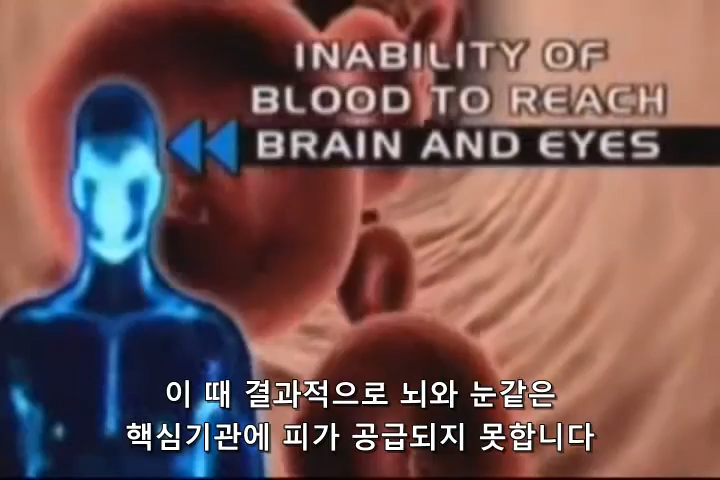 INABILITY OF
BLOOD TO REACH
BRAIN AND EYES
이 때 결과적으로 뇌와 눈같은
핵심기관에 피가 공급되지 못합니다